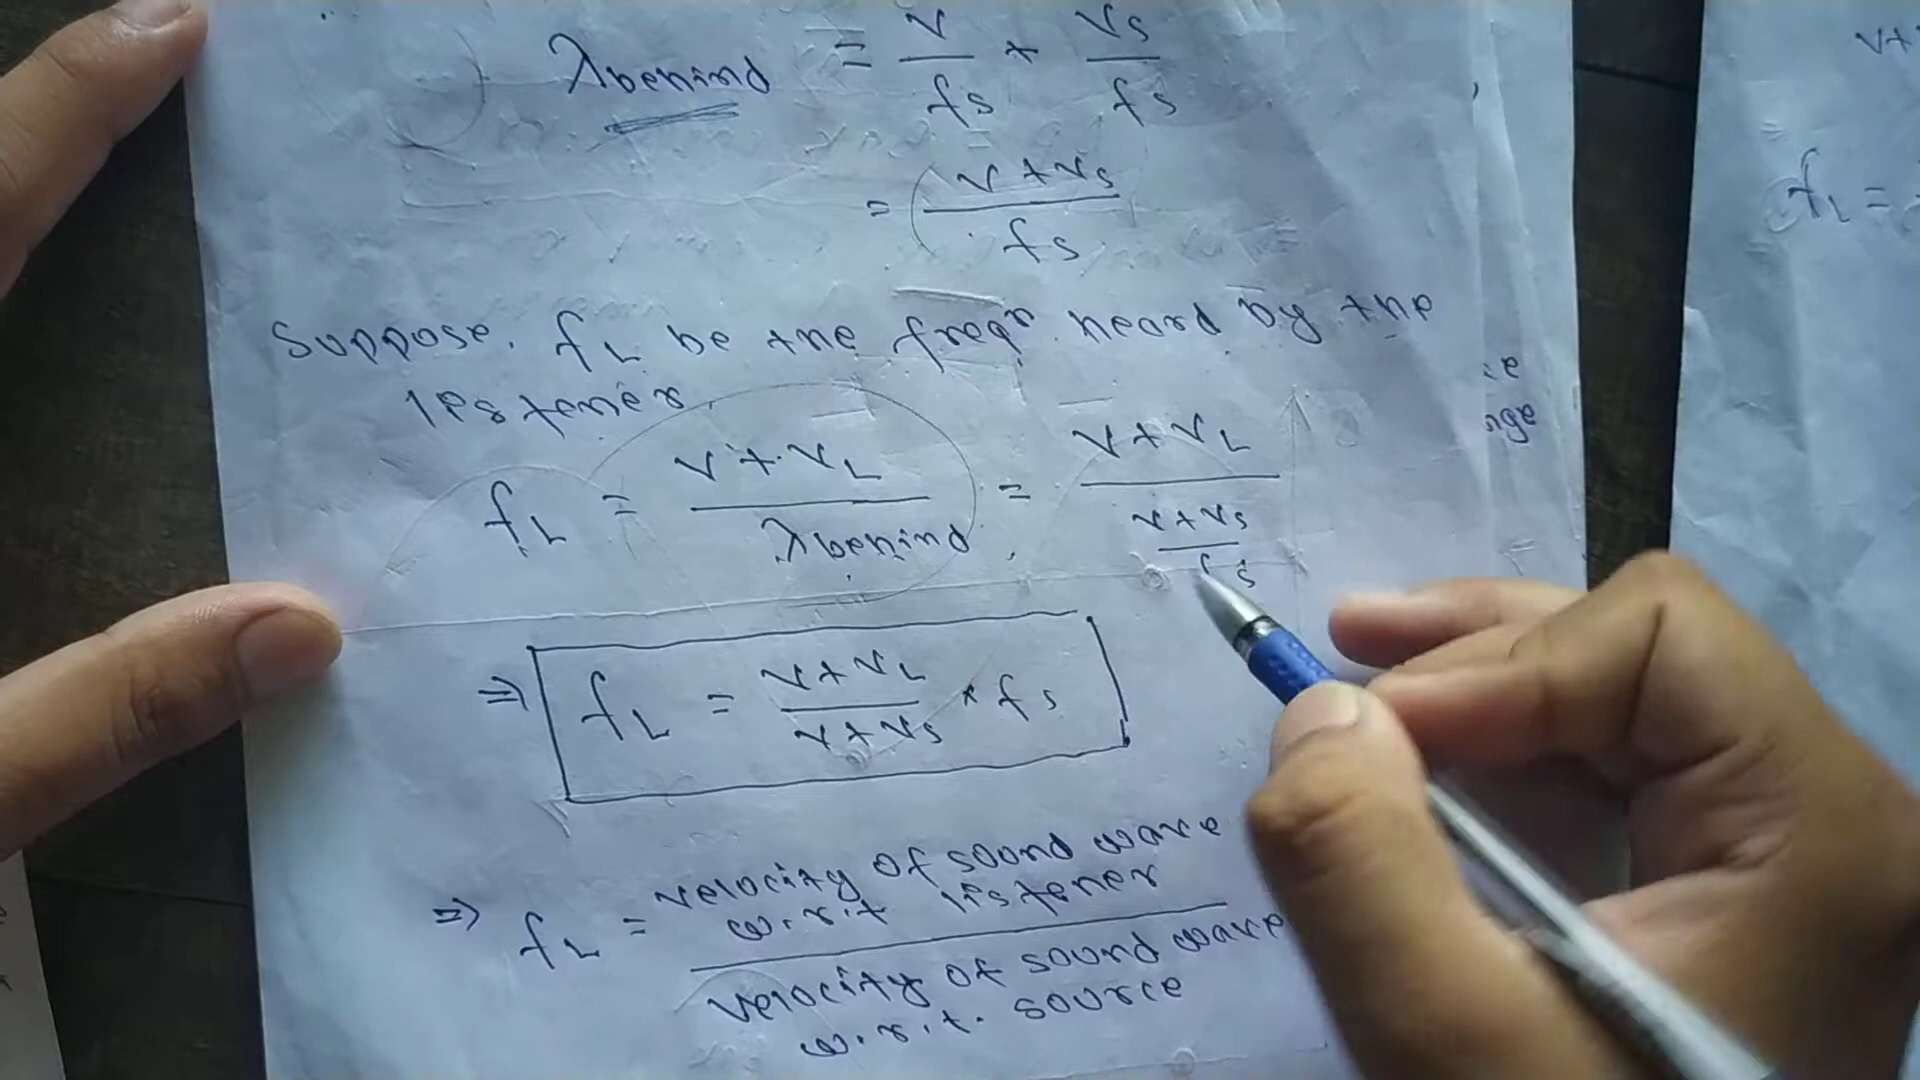 λbehind = v/fs + vs/fs
= (v + vs/fs
Suppose. fL be the freqn heard by the
listener.
fL = v + vL/λbehind = v + vL/(v + vs/fs)
⇒ fL = v + vL/v + vs * fs
⇒ fL = velocity of sound wave
w.r.t listener
velocity of sound wave
w.r.t. source
v+
fL =